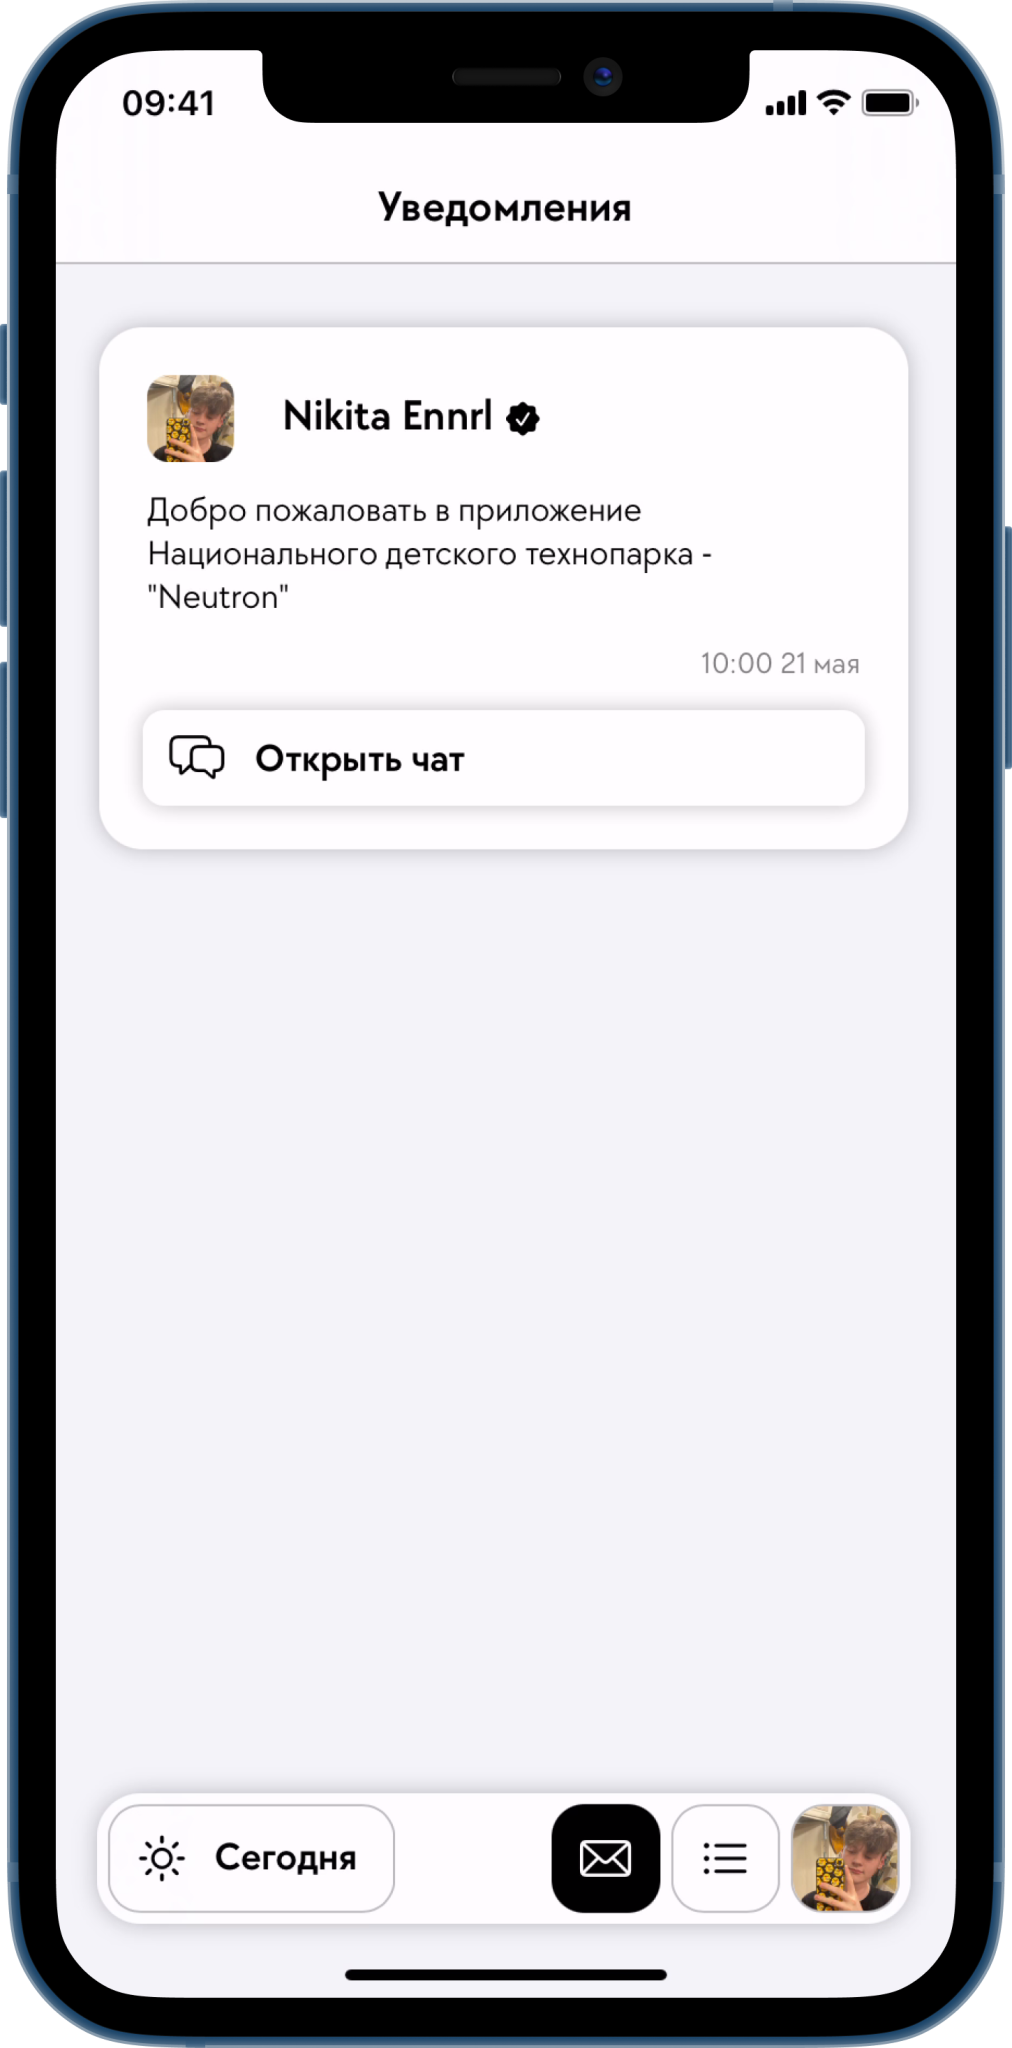 09:41
Уведомления
Nikita Ennrl
Добро пожаловать в приложение
Национального детского технопарка -
"Neutron"
10:00 21 мая
Открыть чат
Сегодня